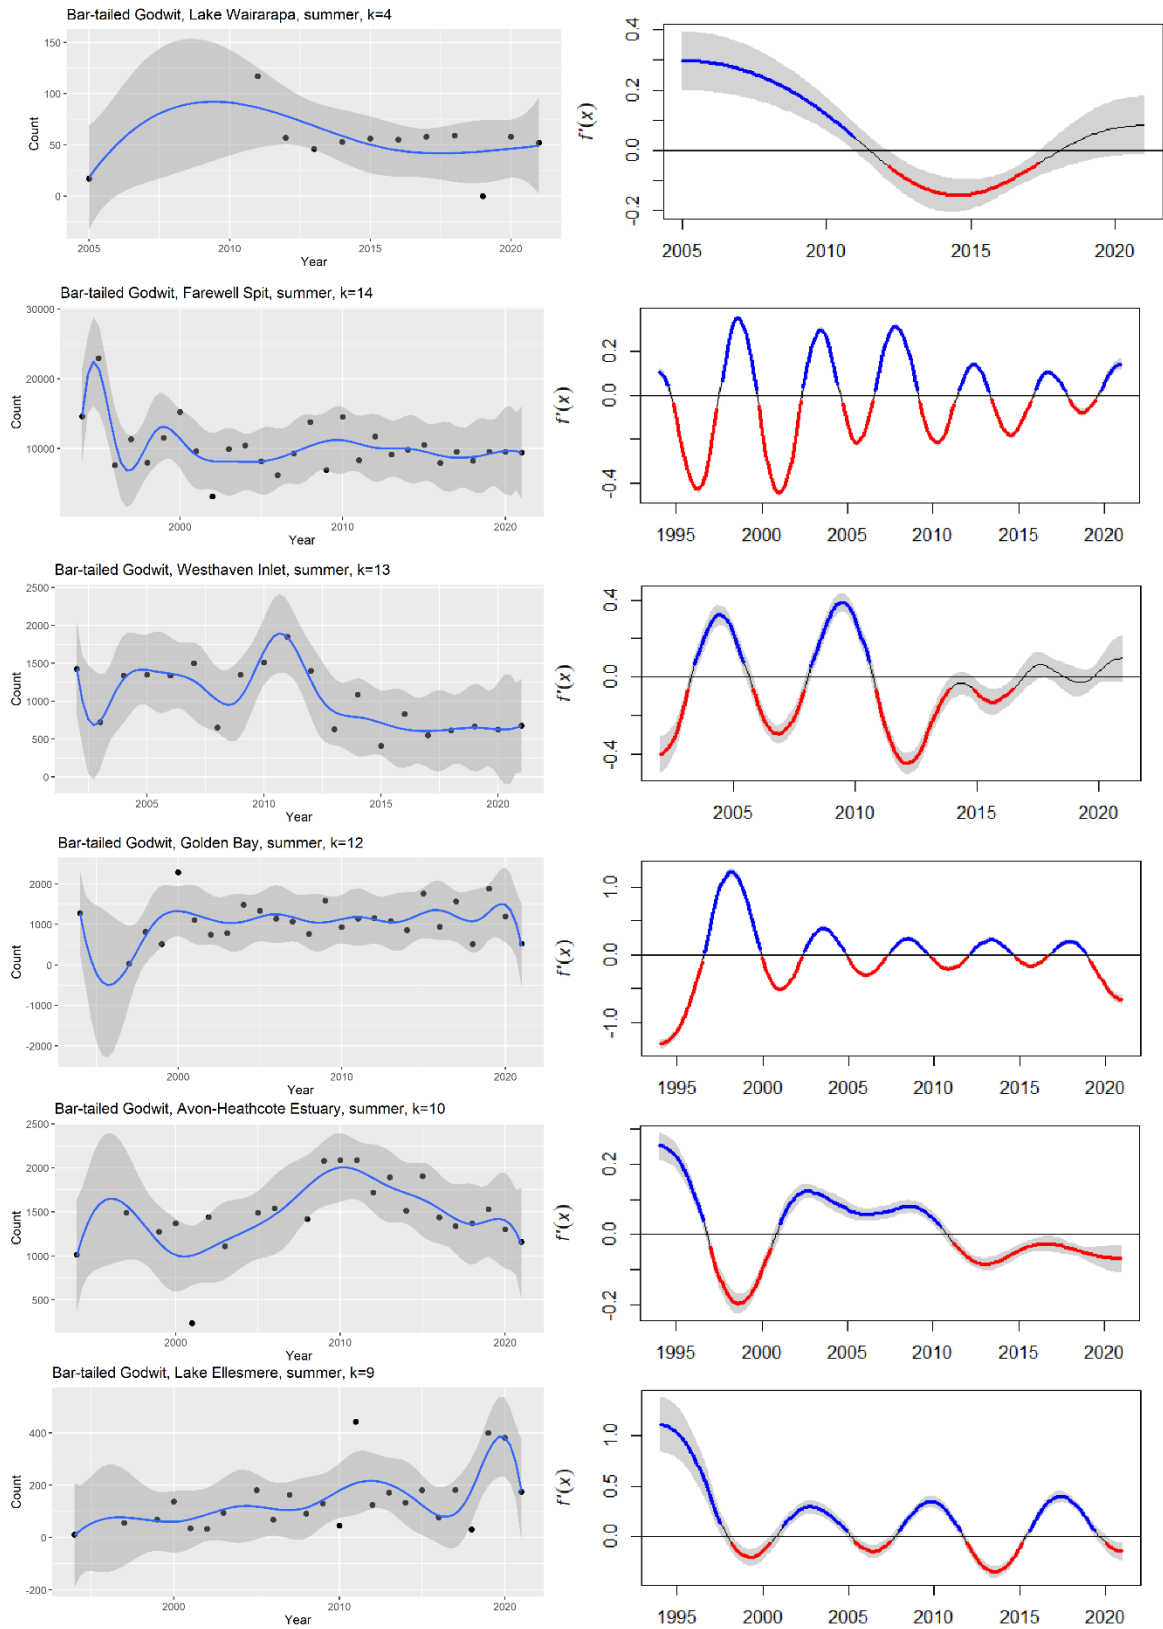 Bar-tailed Godwit, Lake Wairarapa, summer, k=4
150
100
50
0
Count
2005 2010 2015 2020
Year
0.4
0.2
0.0
-0.2
f'(x)
2005 2010 2015 2020
Bar-tailed Godwit, Farewell Spit, summer, k=14
30000
20000
10000
Count
2000 2010 2020
Year
0.2
0.0
-0.4
f'(x)
1995 2000 2005 2010 2015 2020
Bar-tailed Godwit, Westhaven Inlet, summer, k=13
2500
2000
1500
1000
500
0
Count
2005 2010 2015 2020
Year
0.4
0.0
-0.4
f'(x)
2005 2010 2015 2020
Bar-tailed Godwit, Golden Bay, summer, k=12
2000
1000
0
-1000
-2000
Count
2000 2010 2020
Year
1.0
0.0
-1.0
f'(x)
1995 2000 2005 2010 2015 2020
Bar-tailed Godwit, Avon-Heathcote Estuary, summer, k=10
2500
2000
1500
1000
500
Count
2000 2010 2020
Year
0.2
0.0
-0.2
f'(x)
1995 2000 2005 2010 2015 2020
Bar-tailed Godwit, Lake Ellesmere, summer, k=9
400
200
0
-200
Count
2000 2010 2020
Year
1.0
0.5
0.0
f'(x)
1995 2000 2005 2010 2015 2020